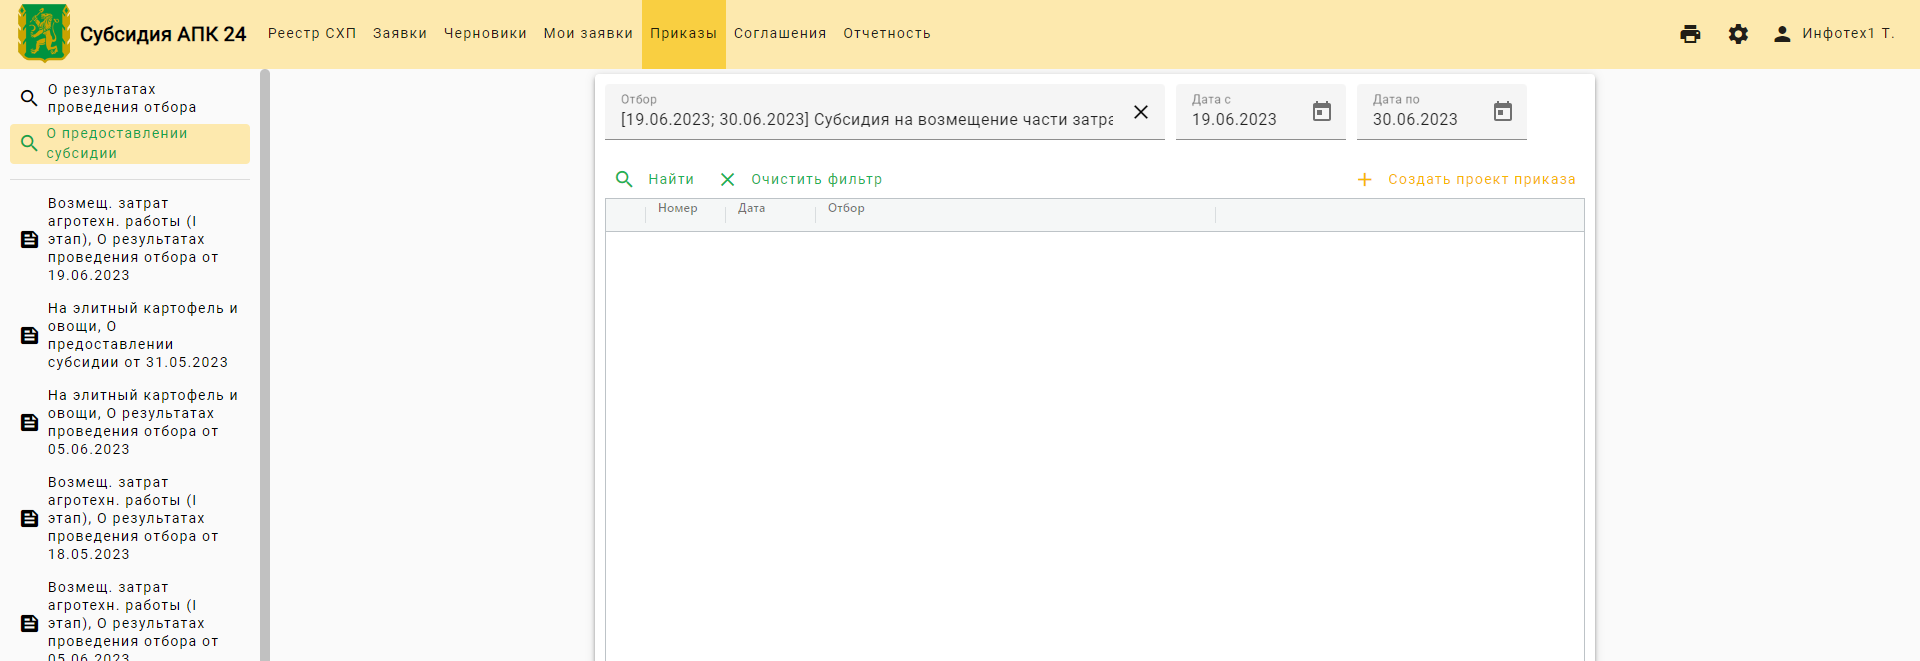 Субсидия АПК 24
Реестр СХП
Заявки
Черновики
Мои заявки
Приказы
Соглашения
Отчетность
Инфотех1 Т.
О результатах
проведения отбора
О предоставлении
субсидии
Возмещ. затрат
агротехн. работы (I
этап), О результатах
проведения отбора от
19.06.2023
На элитный картофель и
овощи, О
предоставлении
субсидии от 31.05.2023
На элитный картофель и
овощи, О результатах
проведения отбора от
05.06.2023
Возмещ. затрат
агротехн. работы (I
этап), О результатах
проведения отбора от
18.05.2023
Возмещ. затрат
агротехн. работы (I
этап), О результатах
проведения отбора от
05.06.2023
Отбор
[19.06.2023; 30.06.2023] Субсидия на возмещение части затра
Дата с
19.06.2023
Дата по
30.06.2023
Найти
Очистить фильтр
Создать проект приказа
Номер
Дата
Отбор